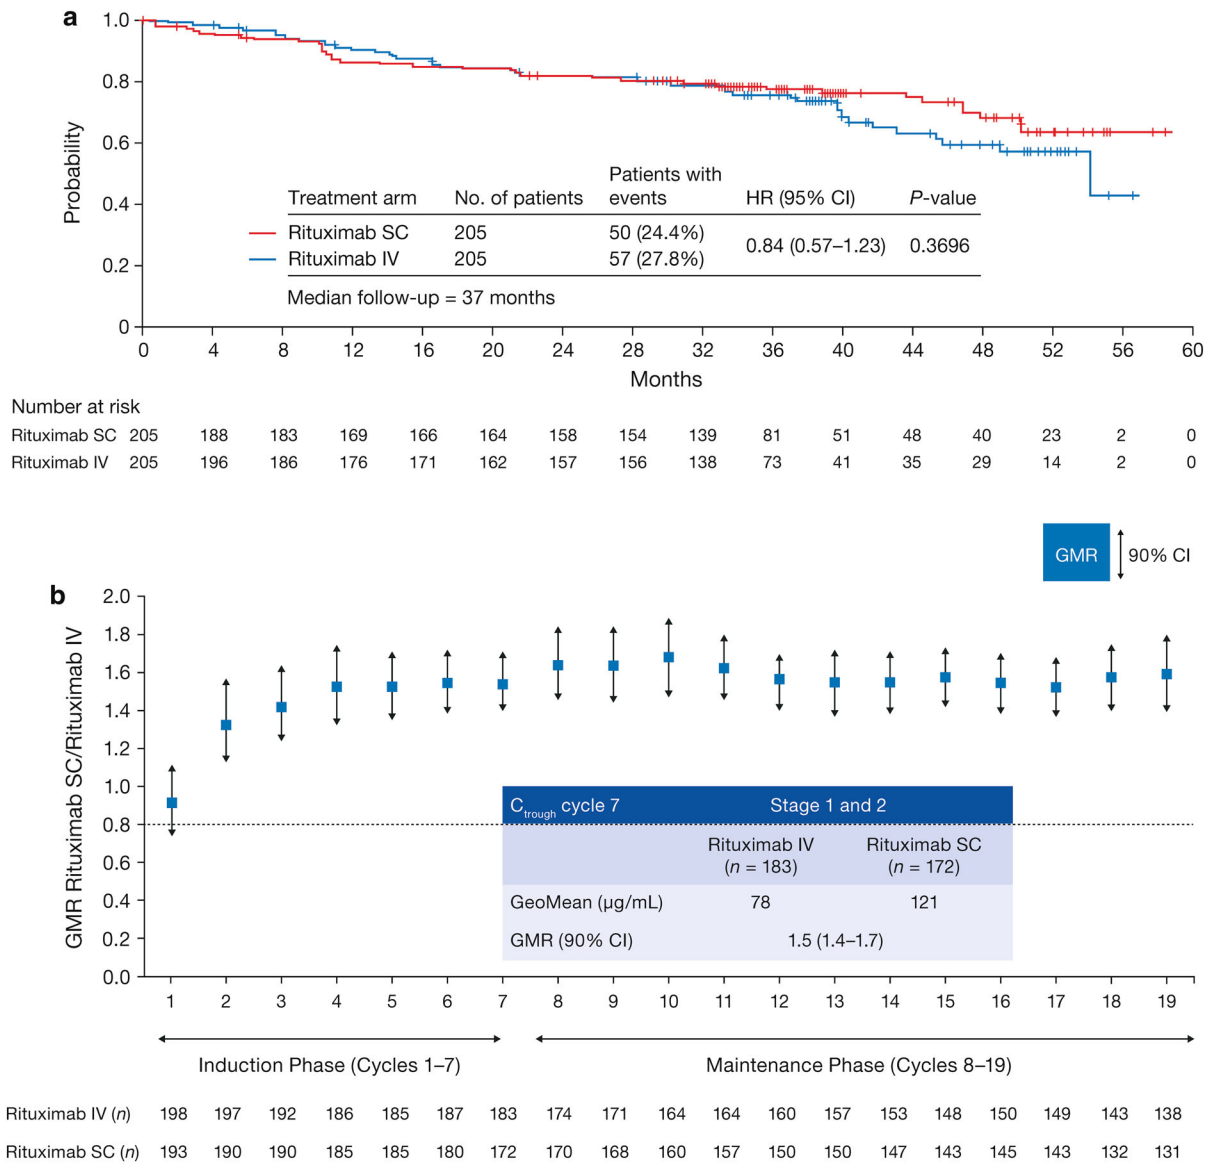 a
1.0
0.8
0.6
0.4
0.2
0
Probability
Treatment arm No. of patients Patients with events HR (95% CI) P-value
Rituximab SC 205 50 (24.4%) 0.84 (0.57–1.23) 0.3696
Rituximab IV 205 57 (27.8%)
Median follow-up = 37 months
0 4 8 12 16 20 24 28 32 36 40 44 48 52 56 60
Months
Number at risk
Rituximab SC 205 188 183 169 166 164 158 154 139 81 51 48 40 23 2 0
Rituximab IV 205 196 186 176 171 162 157 156 138 73 41 35 29 14 2 0
GMR 90% CI
b
2.0
1.8
1.6
1.4
1.2
1.0
0.8
0.6
0.4
0.2
0.0
GMR Rituximab SC/Rituximab IV
Ctrough cycle 7 Stage 1 and 2
Rituximab IV Rituximab SC
(n = 183) (n = 172)
GeoMean (µg/mL) 78 121
GMR (90% CI) 1.5 (1.4–1.7)
1 2 3 4 5 6 7 8 9 10 11 12 13 14 15 16 17 18 19
Induction Phase (Cycles 1–7) Maintenance Phase (Cycles 8–19)
Rituximab IV (n) 198 197 192 186 185 187 183 174 171 164 164 160 157 153 148 150 149 143 138
Rituximab SC (n) 193 190 190 185 185 180 172 170 168 160 157 150 150 147 143 145 143 132 131